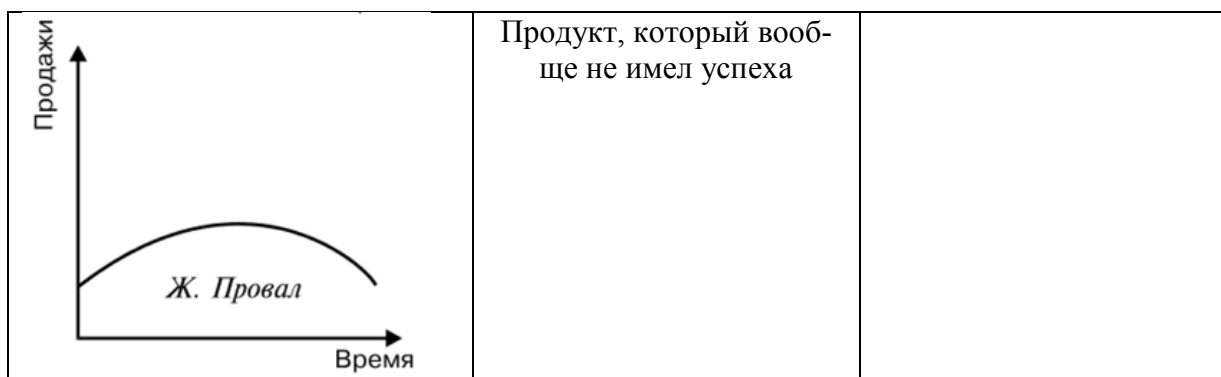 Продажи
Ж. Провал
Время
Продукт, который вооб-
ще не имел успеха